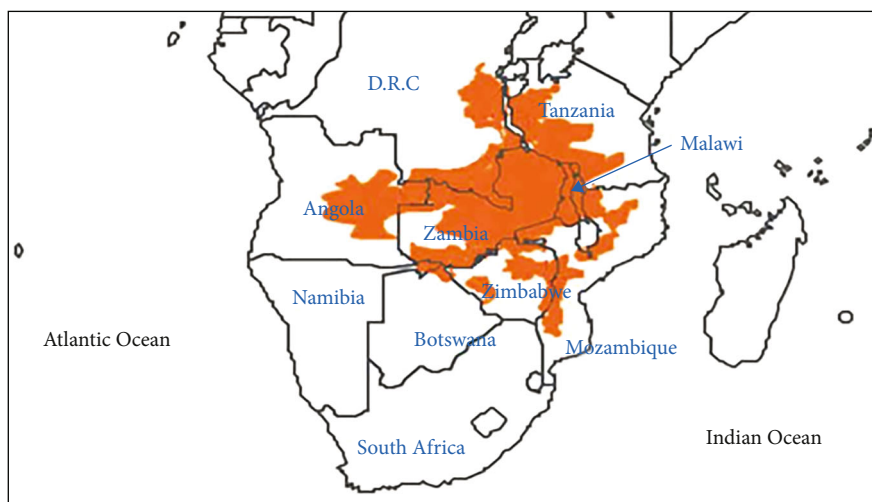 D.R.C
Tanzania
Malawi
Angola
Zambia
Namibia
Zimbabwe
Atlantic Ocean
Botswana
Mozambique
South Africa
Indian Ocean